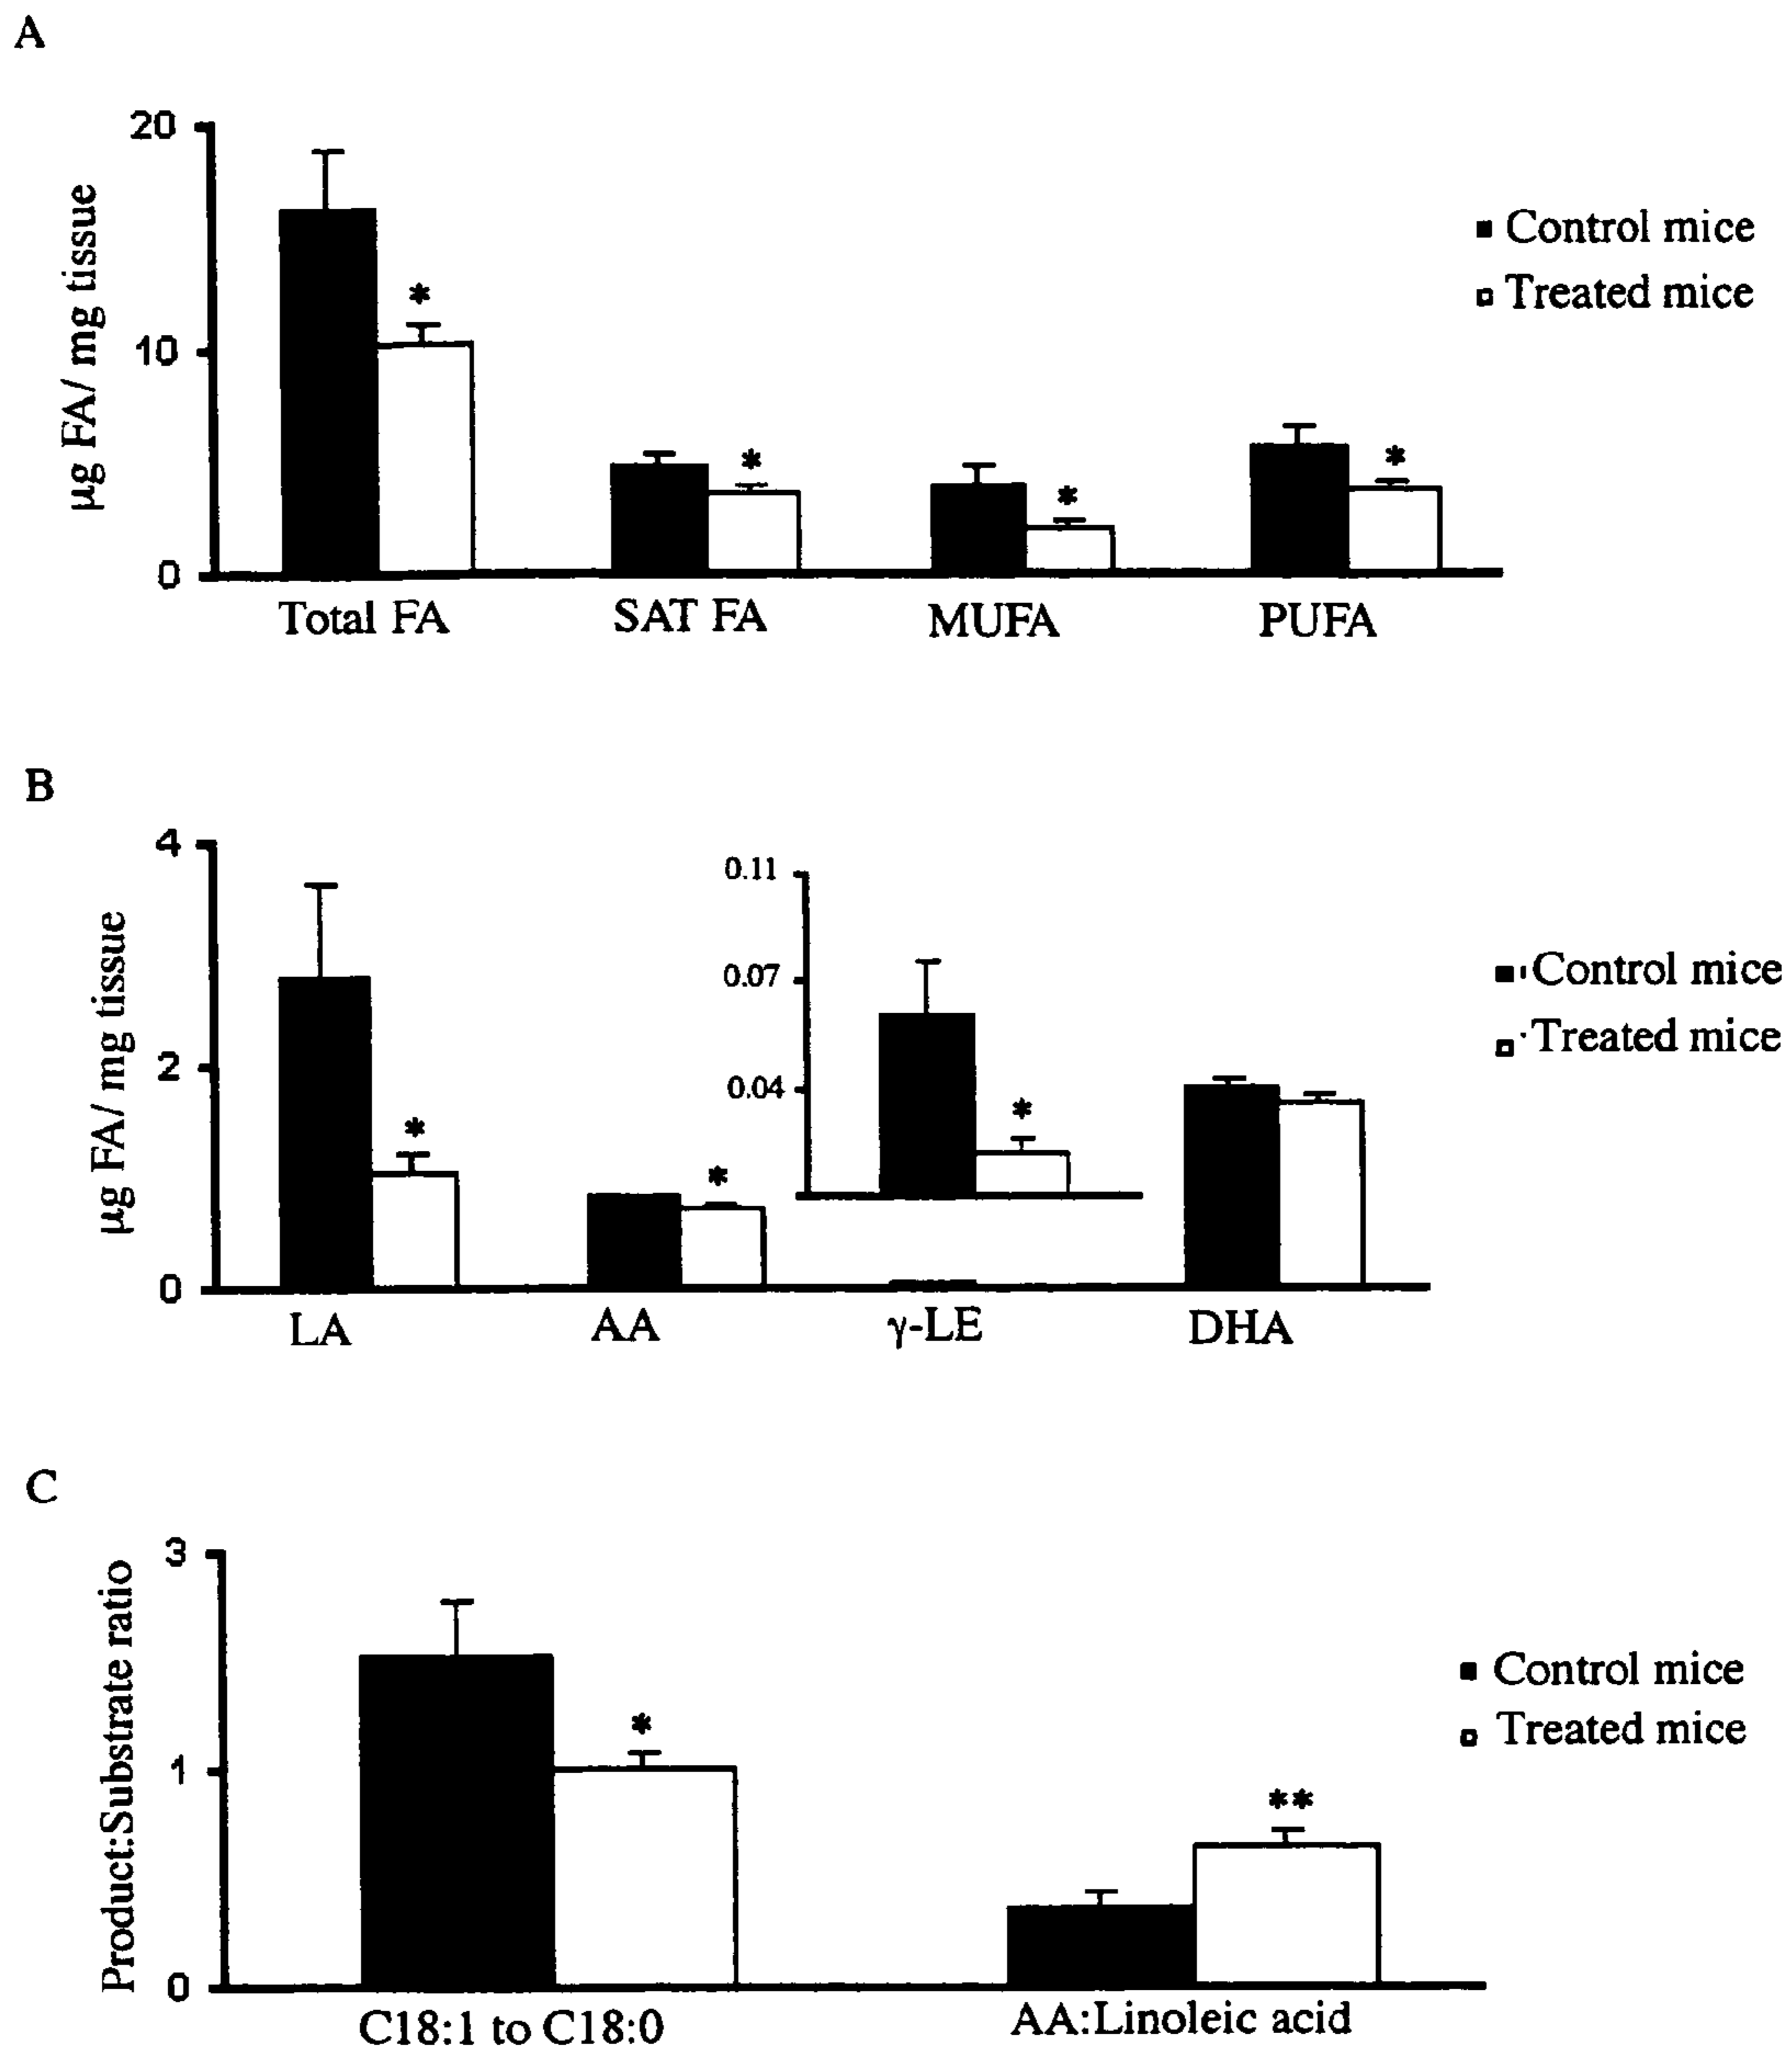 A
20
10
0
µg FA/ mg tissue
*
*
*
*
Total FA
SAT FA
MUFA
PUFA
Control mice
Treated mice
B
4
2
0
µg FA/ mg tissue
0.11
0.07
0.04
*
*
*
LA
AA
γ-LE
DHA
Control mice
Treated mice
C
3
1
0
Product:Substrate ratio
*
**
C18:1 to C18:0
AA:Linoleic acid
Control mice
Treated mice